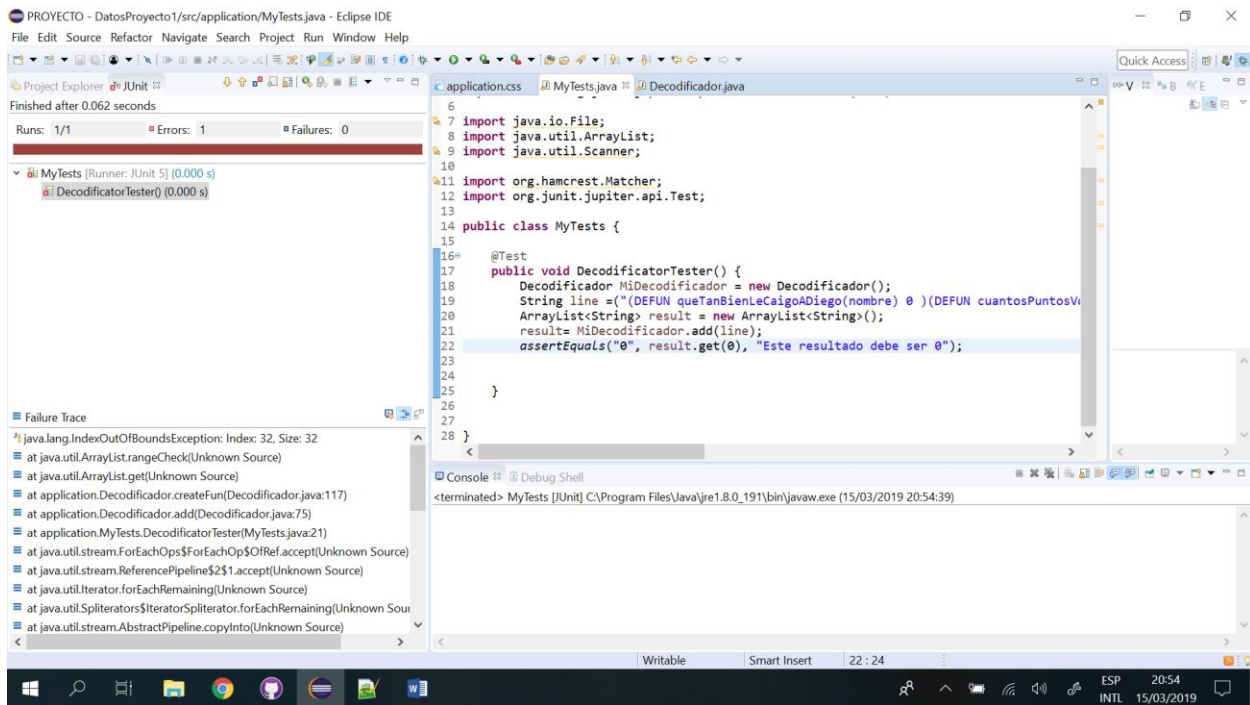 PROYECTO - DatosProyecto1/src/application/MyTests.java - Eclipse IDE
File Edit Source Refactor Navigate Search Project Run Window Help
Quick Access
Project Explorer JUnit
Finished after 0.062 seconds
Runs: 1/1 Errors: 1 Failures: 0
MyTests [Runner: JUnit 5] (0.000 s)
DecodificatorTester() (0.000 s)
Failure Trace
java.lang.IndexOutOfBoundsException: Index: 32, Size: 32
at java.util.ArrayList.rangeCheck(Unknown Source)
at java.util.ArrayList.get(Unknown Source)
at application.Decodificador.createFun(Decodificador.java:117)
at application.Decodificador.add(Decodificador.java:75)
at application.MyTests.DecodificatorTester(MyTests.java:21)
at java.util.stream.ForEachOps$ForEachOp$OfRef.accept(Unknown Source)
at java.util.stream.ReferencePipeline$2$1.accept(Unknown Source)
at java.util.Iterator.forEachRemaining(Unknown Source)
at java.util.Spliterators$IteratorSpliterator.forEachRemaining(Unknown Sou
at java.util.stream.AbstractPipeline.copyInto(Unknown Source)
application.css MyTests.java Decodificador.java
6
7 import java.io.File;
8 import java.util.ArrayList;
9 import java.util.Scanner;
10
11 import org.hamcrest.Matcher;
12 import org.junit.jupiter.api.Test;
13
14 public class MyTests {
15
16 @Test
17 public void DecodificatorTester() {
18 Decodificador MiDecodificador = new Decodificador();
19 String line =("(DEFUN queTanBienLeCaigoADiego(nombre) 0 )(DEFUN cuantosPuntosVo
20 ArrayList<String> result = new ArrayList<String>();
21 result= MiDecodificador.add(line);
22 assertEquals("0", result.get(0), "Este resultado debe ser 0");
23
24
25 }
26
27
28 }
V B E
Console Debug Shell
<terminated> MyTests [JUnit] C:\Program Files\Java\jre1.8.0_191\bin\javaw.exe (15/03/2019 20:54:39)
Writable Smart Insert 22 : 24
ESP
INTL
20:54
15/03/2019